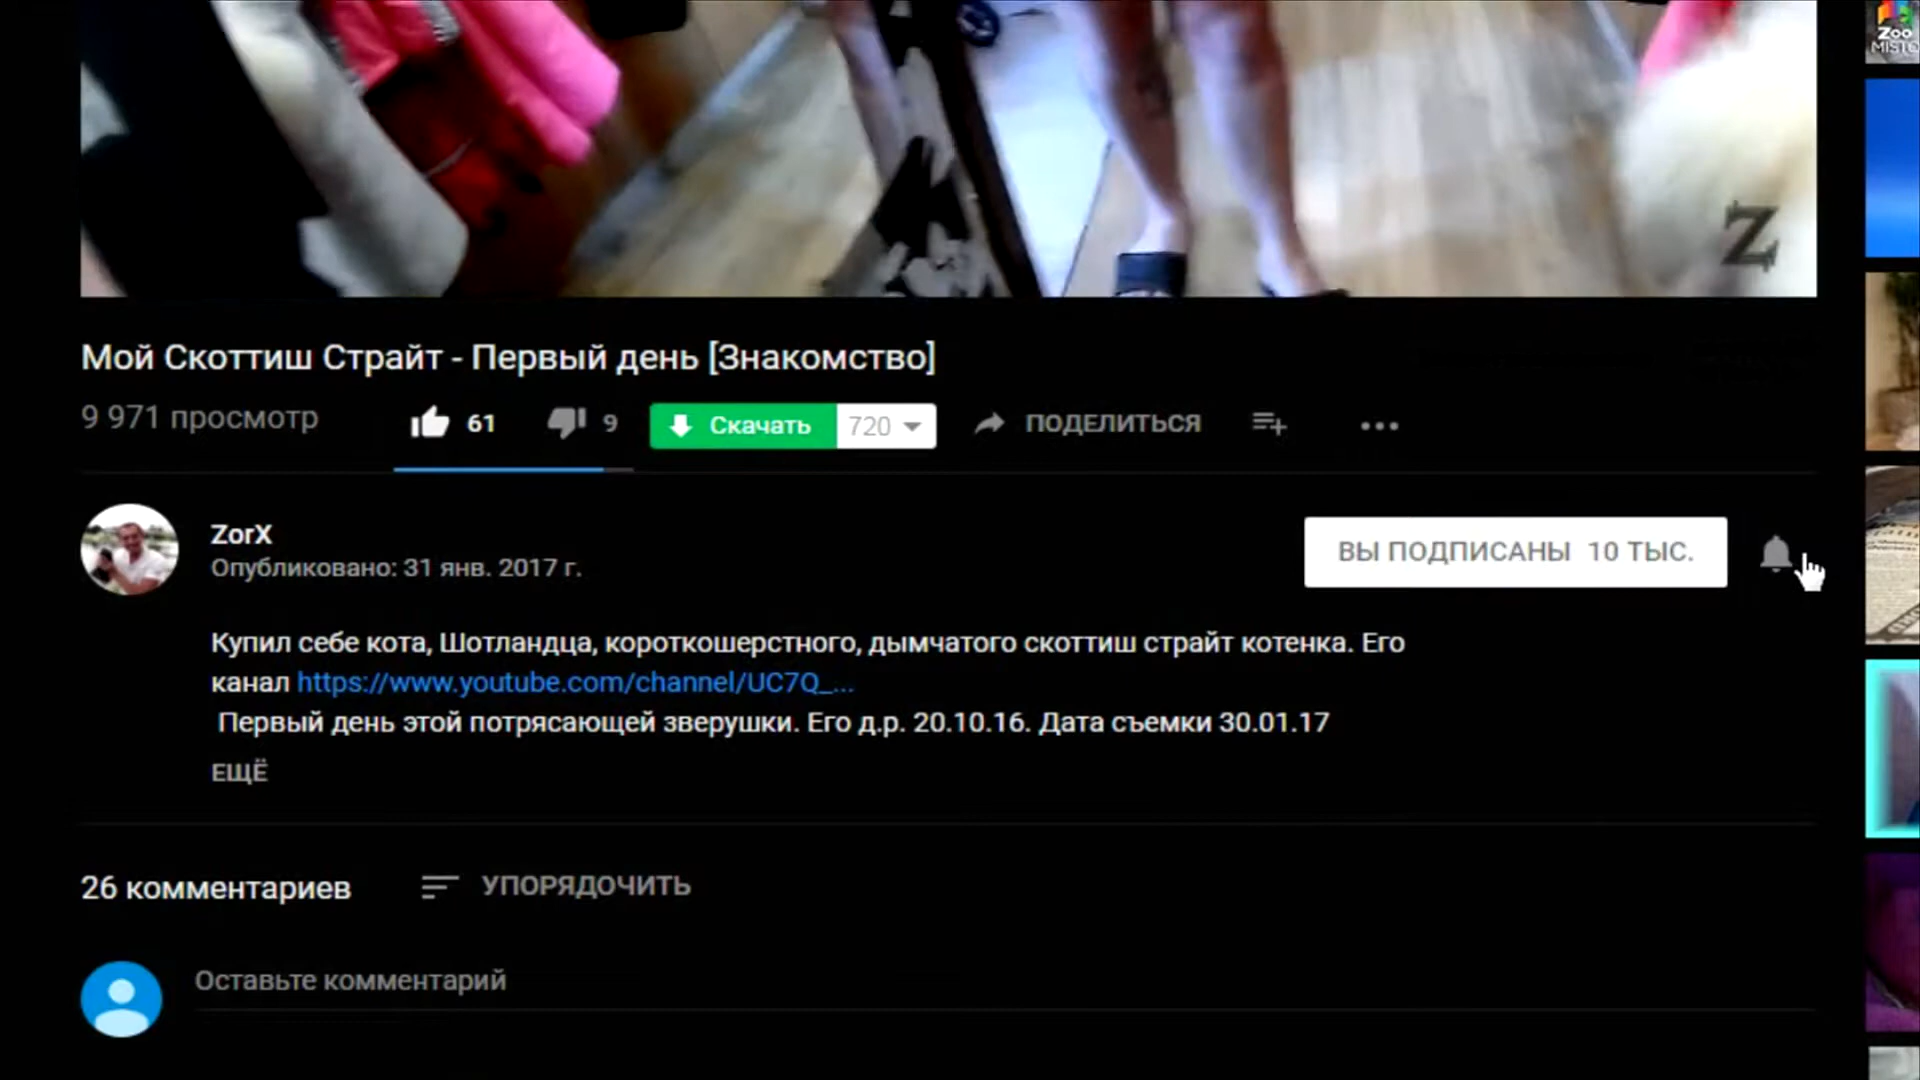 Zoo
MISTO
Z
Мой Скоттиш Страйт - Первый день [Знакомство]
9 971 просмотр
61
9
Скачать
720
ПОДЕЛИТЬСЯ
ZorX
Опубликовано: 31 янв. 2017 г.
ВЫ ПОДПИСАНЫ 10 ТЫС.
Купил себе кота, Шотландца, короткошерстного, дымчатого скоттиш страйт котенка. Его
канал https://www.youtube.com/channel/UC7Q_...
Первый день этой потрясающей зверушки. Его д.р. 20.10.16. Дата съемки 30.01.17
ЕЩЁ
26 комментариев
УПОРЯДОЧИТЬ
Оставьте комментарий